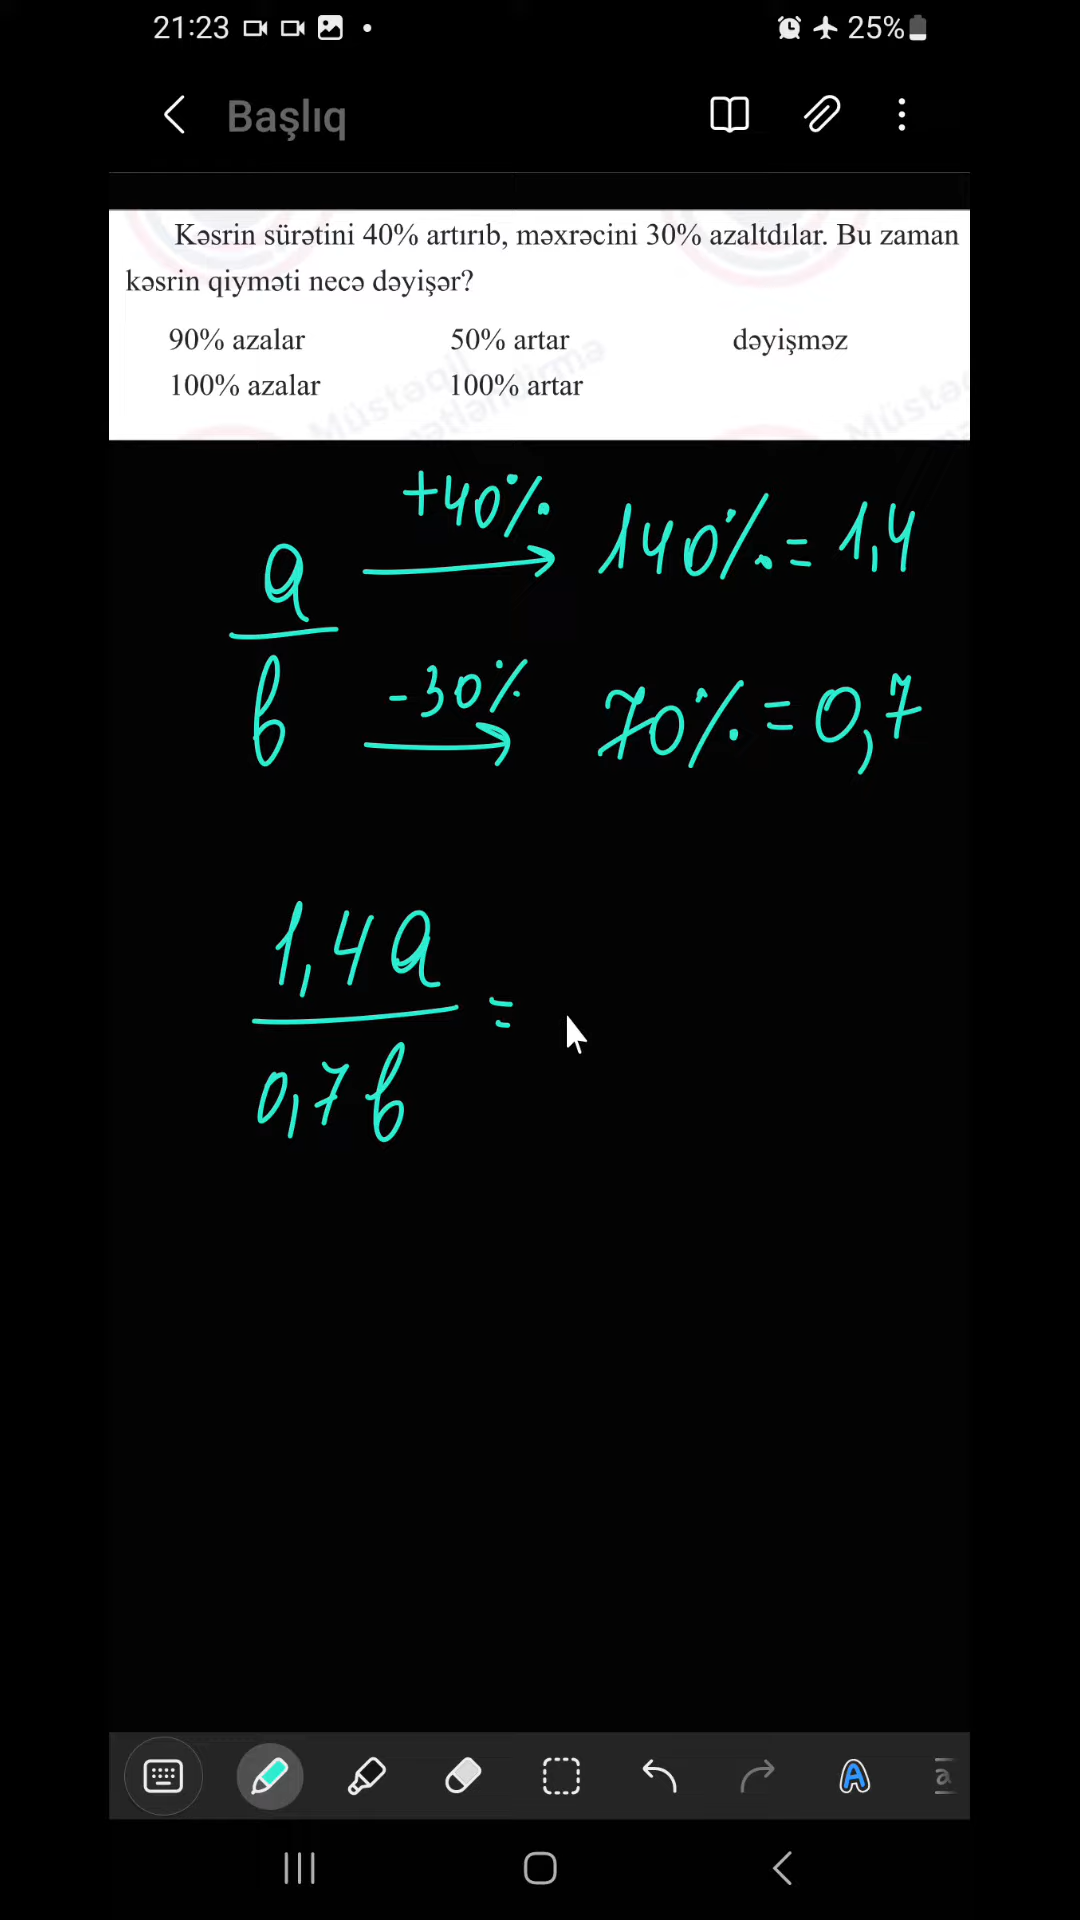 21:23 25%
Başlıq
Kəsrin sürətini 40% artırıb, məxrəcini 30% azaltdılar. Bu zaman
kəsrin qiyməti necə dəyişər?
90% azalar 50% artar dəyişməz
100% azalar 100% artar
+40%
a 140% = 1,4
-30%
b 70% = 0,7
1,4a
=
0,7b